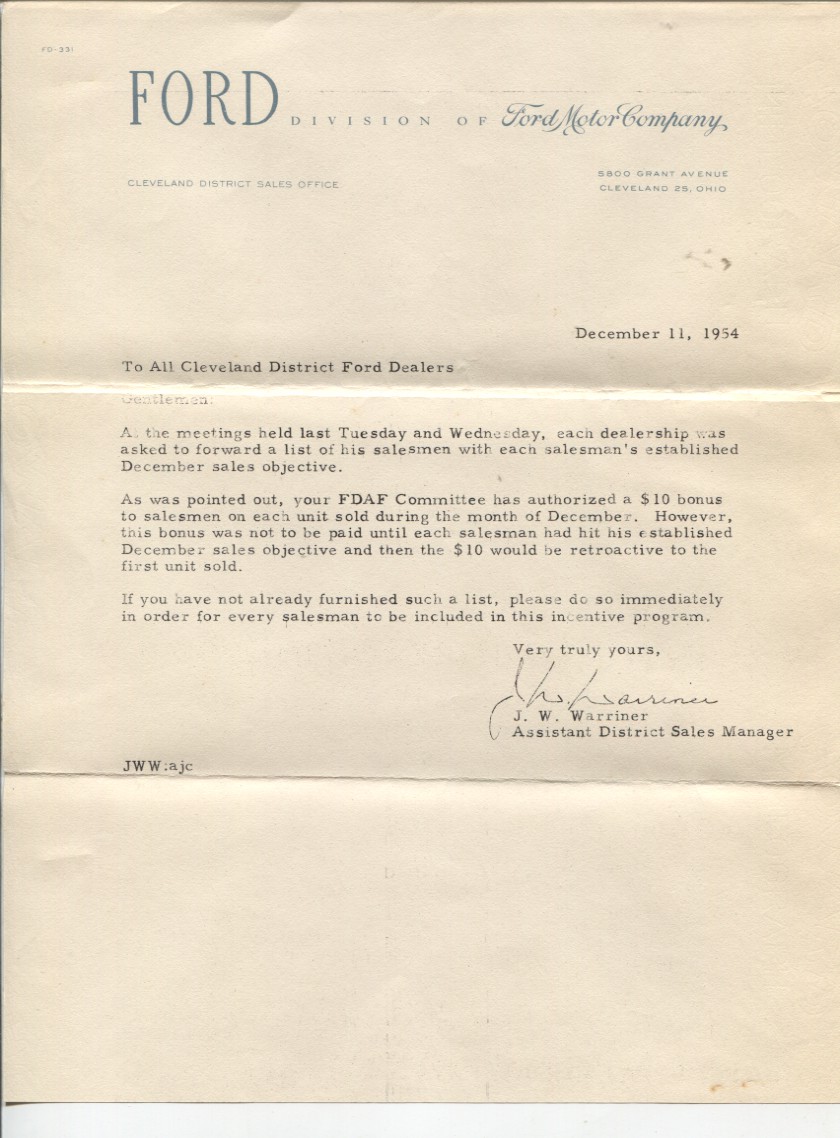 FD-331
FORD DIVISION OF Ford Motor Company
CLEVELAND DISTRICT SALES OFFICE
5800 GRANT AVENUE
CLEVELAND 25, OHIO
December 11, 1954
To All Cleveland District Ford Dealers
Gentlemen:
At the meetings held last Tuesday and Wednesday, each dealership was
asked to forward a list of his salesmen with each salesman's established
December sales objective.
As was pointed out, your FDAF Committee has authorized a $10 bonus
to salesmen on each unit sold during the month of December. However,
this bonus was not to be paid until each salesman had hit his established
December sales objective and then the $10 would be retroactive to the
first unit sold.
If you have not already furnished such a list, please do so immediately
in order for every salesman to be included in this incentive program.
Very truly yours,
J. W. Warriner
J. W. Warriner
Assistant District Sales Manager
JWW:ajc